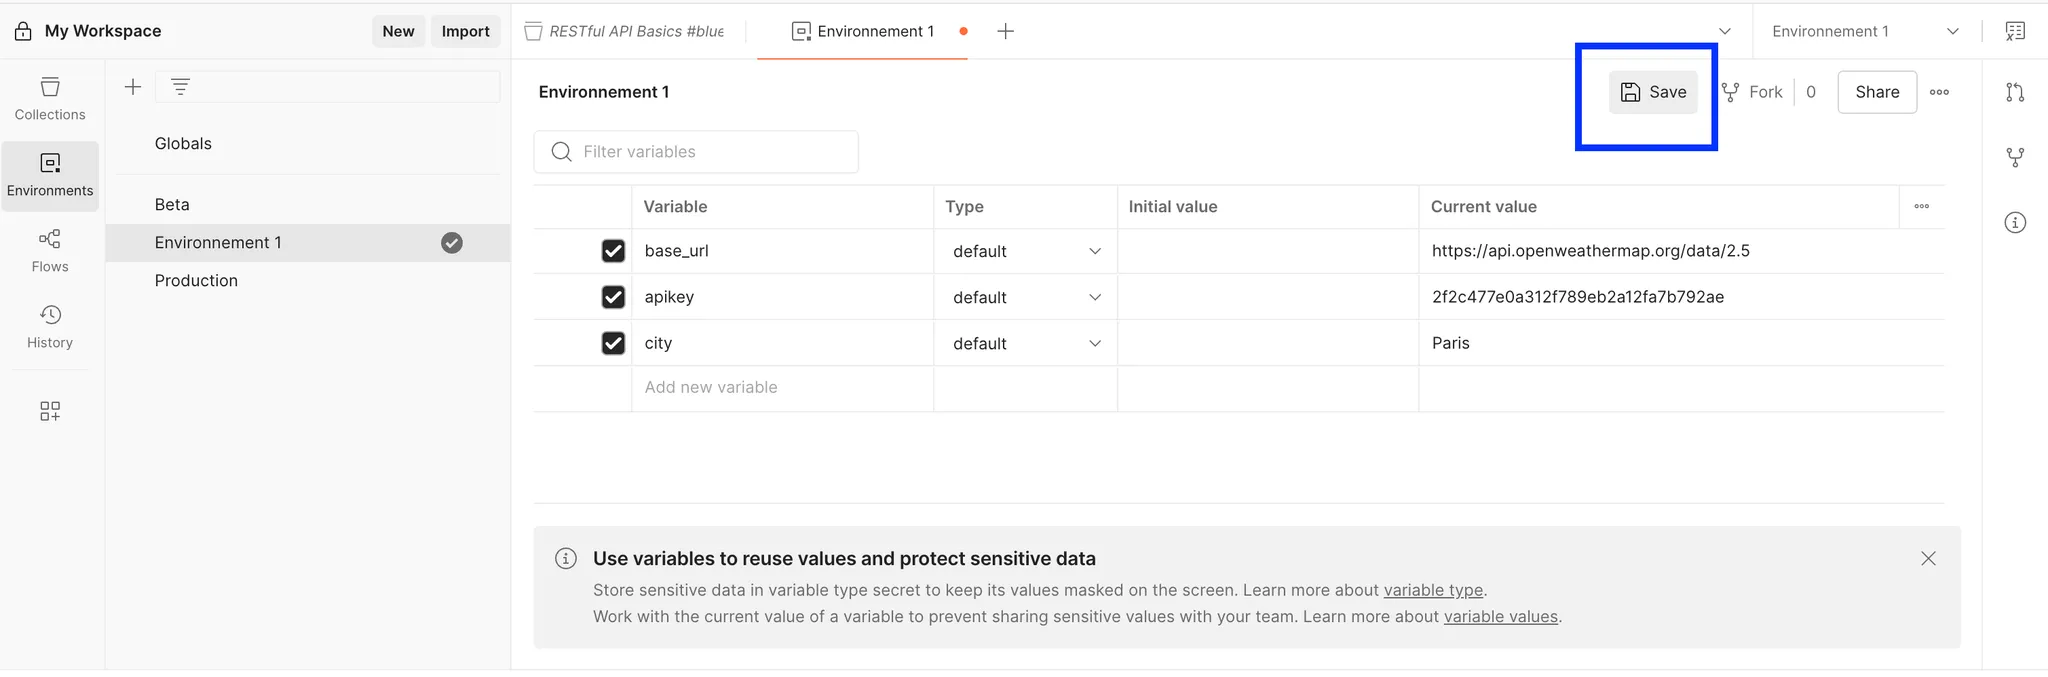 My Workspace
New
Import
RESTful API Basics #blue
Environnement 1
Environnement 1
Collections
Environments
Flows
History
Globals
Beta
Environnement 1
Production
Environnement 1
Save
Fork
0
Share
Filter variables
Variable Type Initial value Current value
base_url default https://api.openweathermap.org/data/2.5
apikey default 2f2c477e0a312f789eb2a12fa7b792ae
city default Paris
Add new variable
Use variables to reuse values and protect sensitive data
Store sensitive data in variable type secret to keep its values masked on the screen. Learn more about variable type.
Work with the current value of a variable to prevent sharing sensitive values with your team. Learn more about variable values.